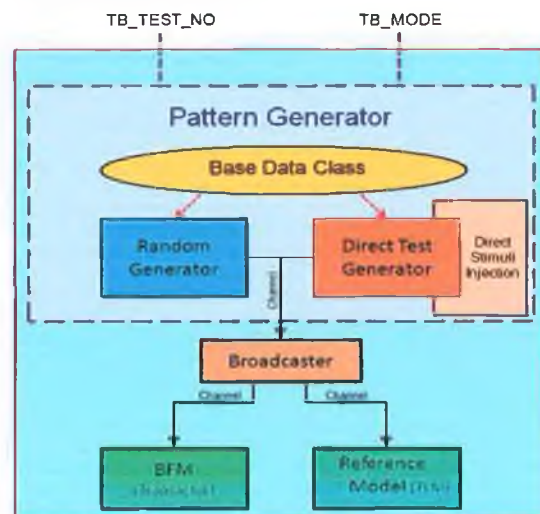 TB_TEST_NO
TB_MODE
Pattern Generator
Base Data Class
Random
Generator
Direct Test
Generator
Direct
Stimuli
Injection
Channel
Broadcaster
Channel
Channel
BFM
Reference
Model